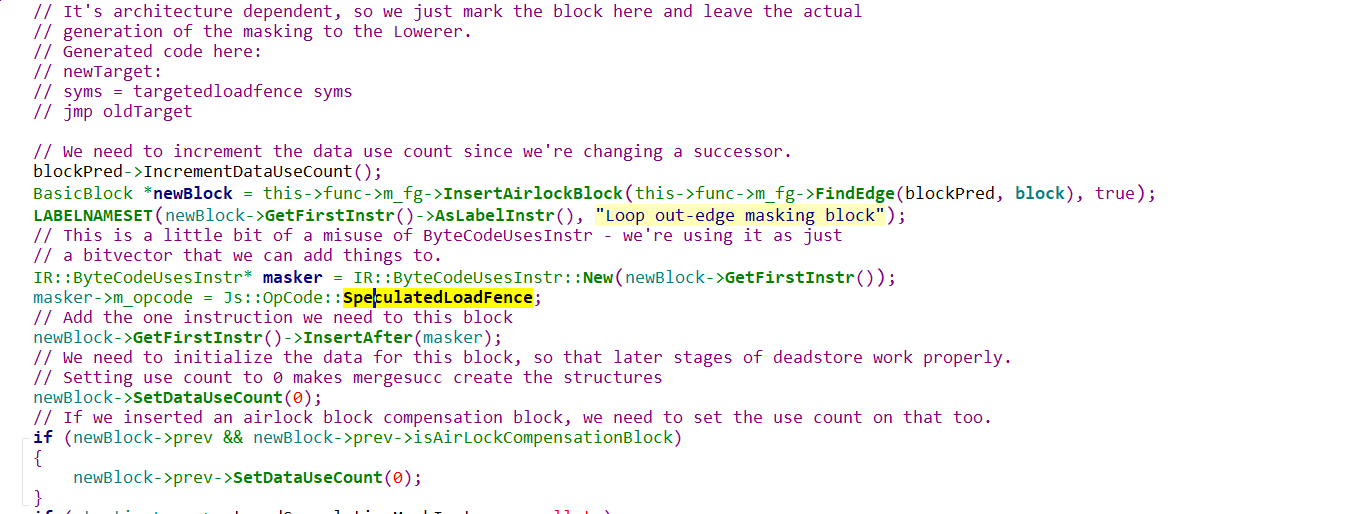 // It's architecture dependent, so we just mark the block here and leave the actual
// generation of the masking to the Lowerer.
// Generated code here:
// newTarget:
// syms = targetedloadfence syms
// jmp oldTarget
// We need to increment the data use count since we're changing a successor.
blockPred->IncrementDataUseCount();
BasicBlock *newBlock = this->func->m_fg->InsertAirlockBlock(this->func->m_fg->FindEdge(blockPred, block), true);
LABELNAMESET(newBlock->GetFirstInstr()->AsLabelInstr(), "Loop out-edge masking block");
// This is a little bit of a misuse of ByteCodeUsesInstr - we're using it as just
// a bitvector that we can add things to.
IR::ByteCodeUsesInstr* masker = IR::ByteCodeUsesInstr::New(newBlock->GetFirstInstr());
masker->m_opcode = Js::OpCode::SpeculatedLoadFence;
// Add the one instruction we need to this block
newBlock->GetFirstInstr()->InsertAfter(masker);
// We need to initialize the data for this block, so that later stages of deadstore work properly.
// Setting use count to 0 makes mergesucc create the structures
newBlock->SetDataUseCount(0);
// If we inserted an airlock block compensation block, we need to set the use count on that too.
if (newBlock->prev && newBlock->prev->isAirLockCompensationBlock)
{
newBlock->prev->SetDataUseCount(0);
}